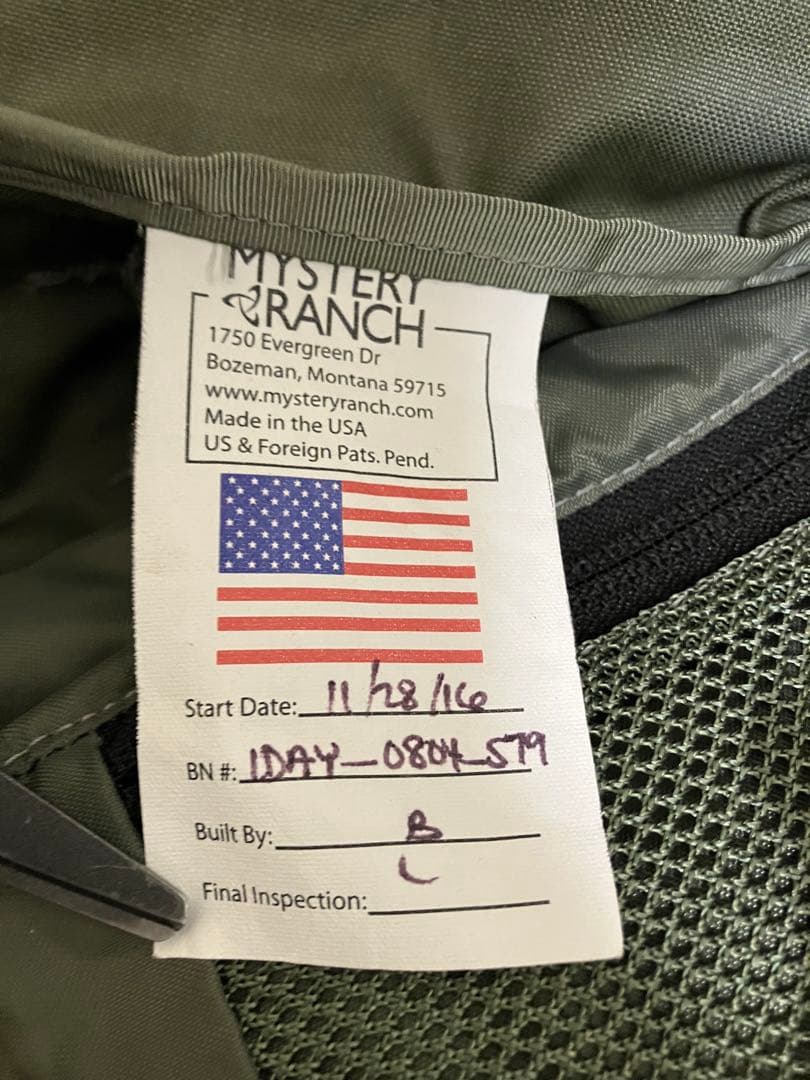 MYSTERY
RANCH
1750 Evergreen Dr
Bozeman, Montana 59715
www.mysteryranch.com
Made in the USA
US & Foreign Pats. Pend.
Start Date: 11/28/16
BN #: 1DAY-0804-579
Built By: B
L
Final Inspection: